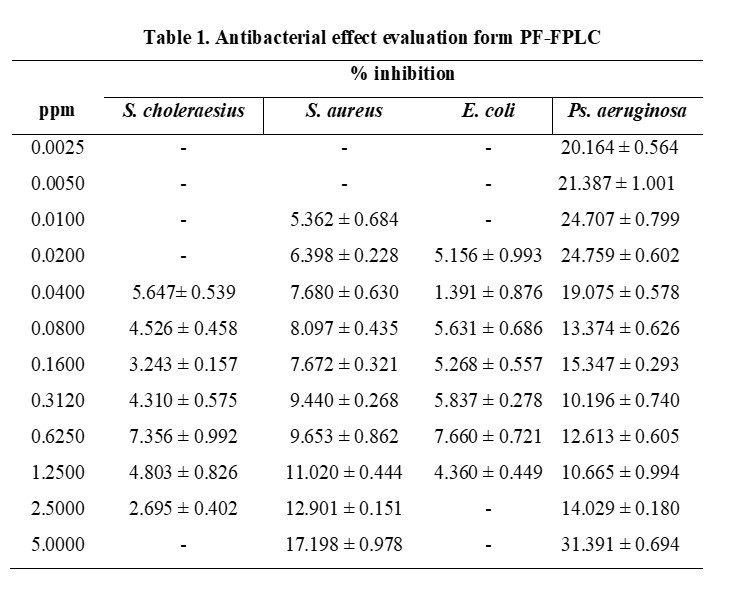 Table 1. Antibacterial effect evaluation form PF-FPLC
% inhibition
ppm S. choleraesius S. aureus E. coli Ps. aeruginosa
0.0025 - - - 20.164 ± 0.564
0.0050 - - - 21.387 ± 1.001
0.0100 - 5.362 ± 0.684 - 24.707 ± 0.799
0.0200 - 6.398 ± 0.228 5.156 ± 0.993 24.759 ± 0.602
0.0400 5.647± 0.539 7.680 ± 0.630 1.391 ± 0.876 19.075 ± 0.578
0.0800 4.526 ± 0.458 8.097 ± 0.435 5.631 ± 0.686 13.374 ± 0.626
0.1600 3.243 ± 0.157 7.672 ± 0.321 5.268 ± 0.557 15.347 ± 0.293
0.3120 4.310 ± 0.575 9.440 ± 0.268 5.837 ± 0.278 10.196 ± 0.740
0.6250 7.356 ± 0.992 9.653 ± 0.862 7.660 ± 0.721 12.613 ± 0.605
1.2500 4.803 ± 0.826 11.020 ± 0.444 4.360 ± 0.449 10.665 ± 0.994
2.5000 2.695 ± 0.402 12.901 ± 0.151 - 14.029 ± 0.180
5.0000 - 17.198 ± 0.978 - 31.391 ± 0.694